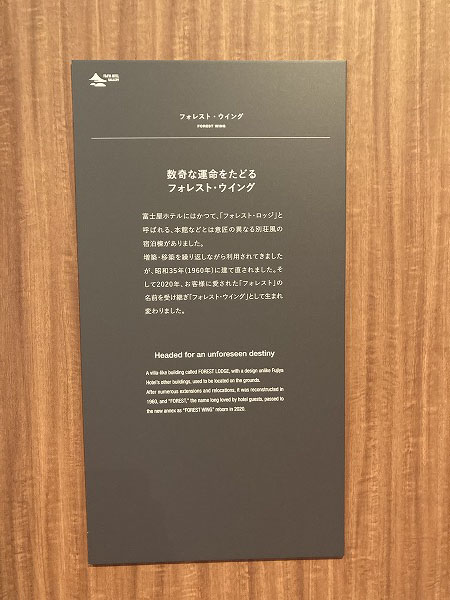 FUJIYA HOTEL
GALLERY
フォレスト・ウイング
FOREST WING
数奇な運命をたどる
フォレスト・ウイング
富士屋ホテルにはかつて、「フォレスト・ロッジ」と
呼ばれる、本館などとは意匠の異なる別荘風の
宿泊棟がありました。
増築・移築を繰り返しながら利用されてきました
が、昭和35年(1960年)に建て直されました。そ
して2020年、お客様に愛された「フォレスト」の
名前を受け継ぎ「フォレスト・ウイング」として生まれ
変わりました。
Headed for an unforeseen destiny
A villa-like building called FOREST LODGE, with a design unlike Fujiya
Hotel's other buildings, used to be located on the grounds.
After numerous extensions and relocations, it was reconstructed in
1960, and "FOREST," the name long loved by hotel guests, passed to
the new annex as "FOREST WING" reborn in 2020.